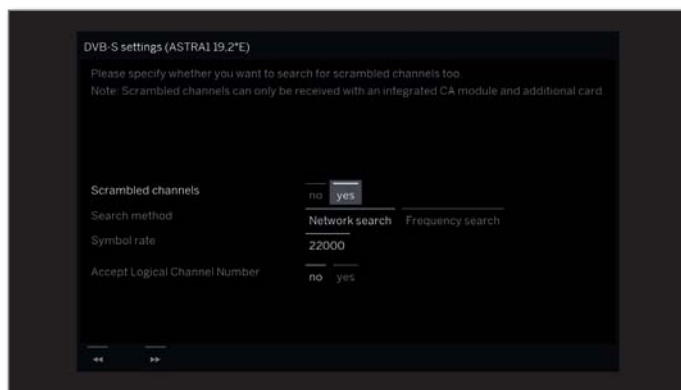 DVB-S settings (ASTRA1 19,2°E)
Please specify whether you want to search for scrambled channels too.
Note: Scrambled channels can only be received with an integrated CA module and additional card.
Scrambled channels no yes
Search method Network search Frequency search
Symbol rate 22000
Accept Logical Channel Number no yes